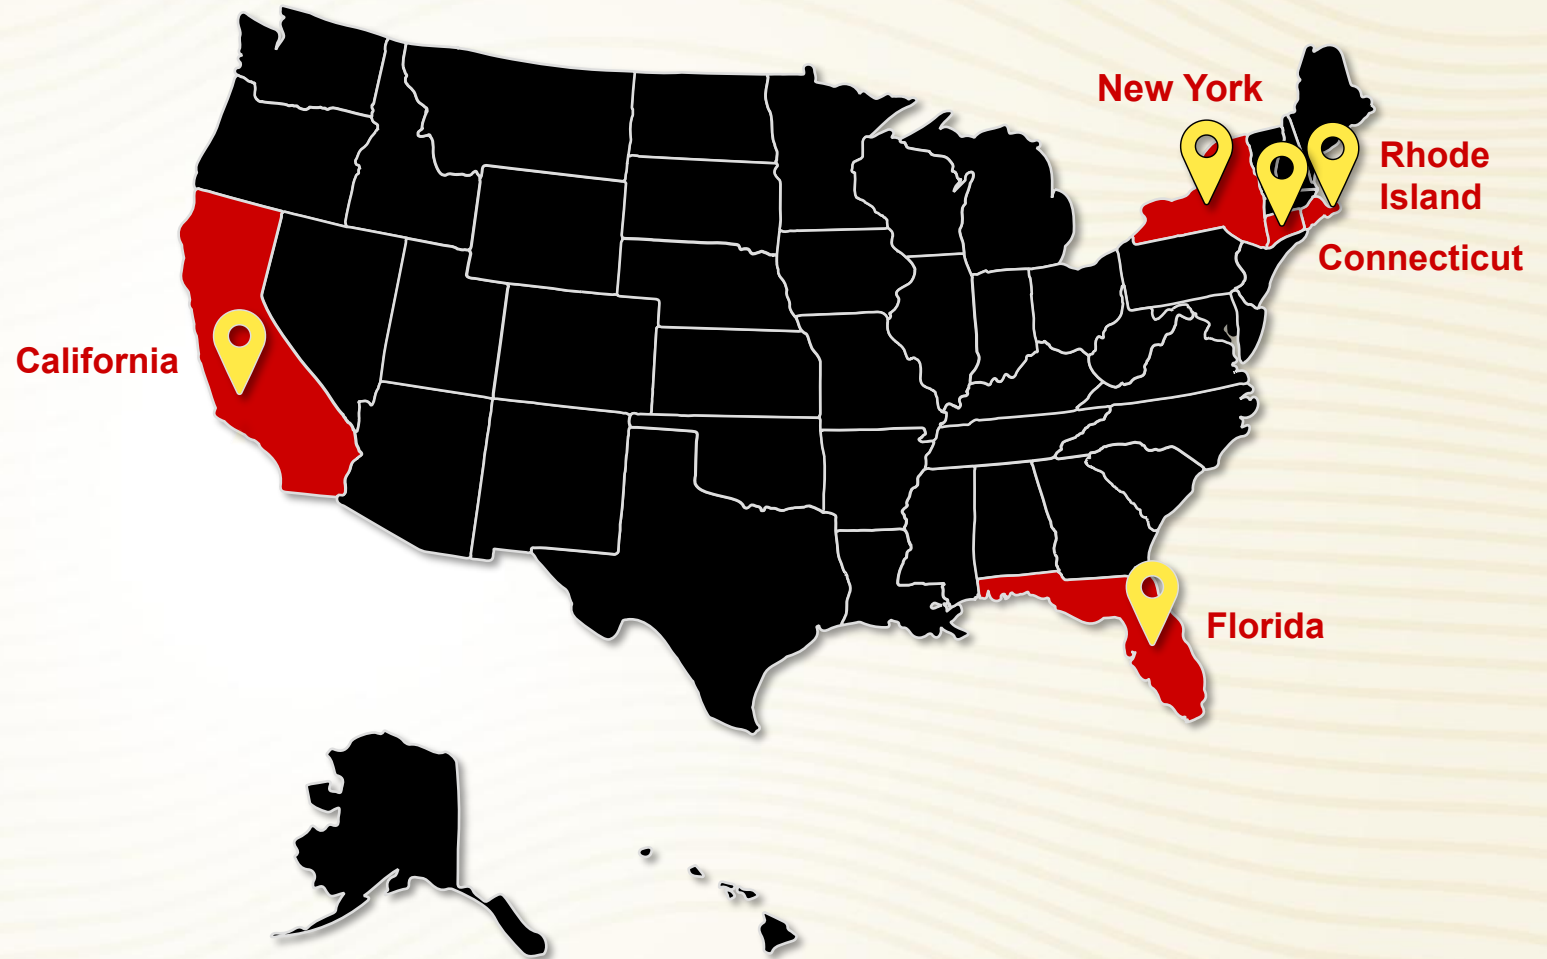 New York
Rhode
Island
Connecticut
California
Florida